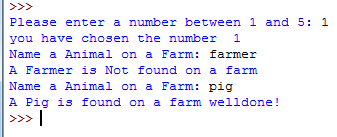 >>>
Please enter a number between 1 and 5: 1
you have chosen the number  1
Name a Animal on a Farm: farmer
A Farmer is Not found on a farm
Name a Animal on a Farm: pig
A Pig is found on a farm welldone!
>>>